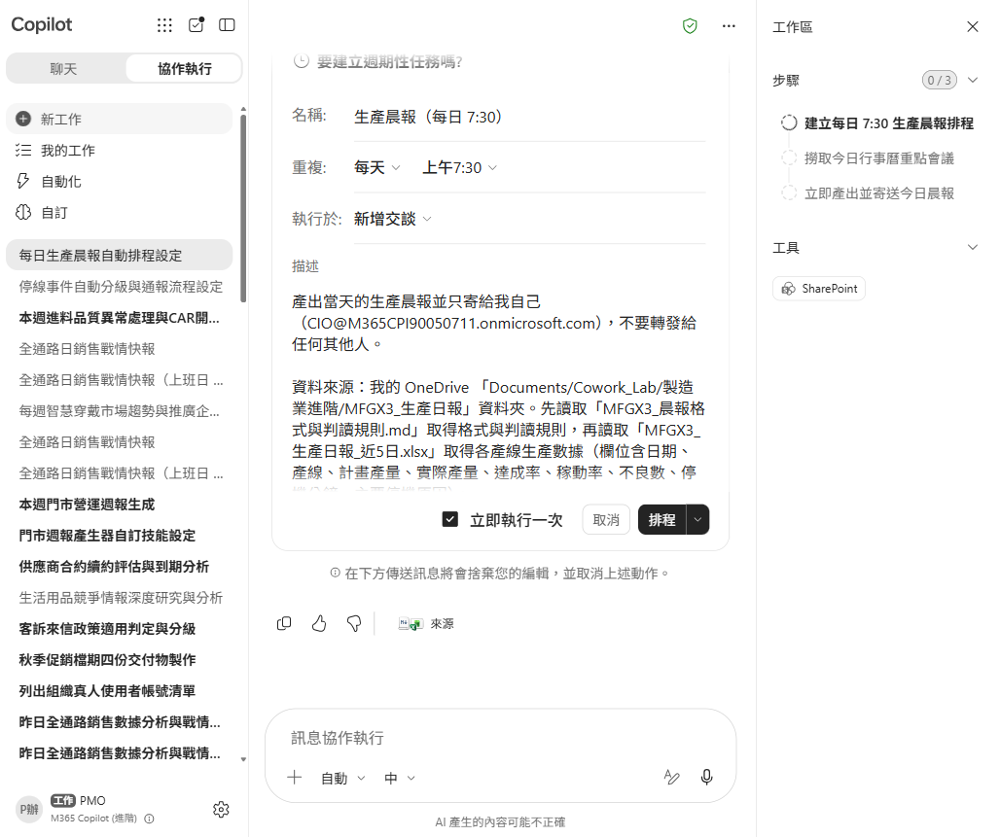 Copilot
聊天
協作執行
新工作
我的工作
自動化
自訂
每日生產晨報自動排程設定
停線事件自動分級與通報流程設定
本週進料品質異常處理與CAR開...
全通路日銷售戰情快報
全通路日銷售戰情快報（上班日 ...
每週智慧穿戴市場趨勢與推廣企...
全通路日銷售戰情快報
全通路日銷售戰情快報（上班日 ...
本週門市營運週報生成
門市週報產生器自訂技能設定
供應商合約續約評估與到期分析
生活用品競爭情報深度研究與分析
客訴來信政策適用判定與分級
秋季促銷檔期四份交付物製作
列出組織真人使用者帳號清單
昨日全通路銷售數據分析與戰情...
昨日全通路銷售數據分析與戰情...
P辦
工作 PMO
M365 Copilot (進階)
要建立週期性任務嗎?
名稱:
生產晨報（每日 7:30）
重複:
每天
上午7:30
執行於:
新增交談
描述
產出當天的生產晨報並只寄給我自己
（CIO@M365CPI90050711.onmicrosoft.com），不要轉發給
任何其他人。
資料來源：我的 OneDrive 「Documents/Cowork_Lab/製造
業進階/MFGX3_生產日報」資料夾。先讀取「MFGX3_晨報格
式與判讀規則.md」取得格式與判讀規則，再讀取「MFGX3_
生產日報_近5日.xlsx」取得各產線生產數據（欄位含日期、
產線、計畫產量、實際產量、達成率、稼動率、不良數、停
立即執行一次
取消
排程
在下方傳送訊息將會捨棄您的編輯，並取消上述動作。
來源
訊息協作執行
自動
中
AI 產生的內容可能不正確
工作區
步驟
0 / 3
建立每日 7:30 生產晨報排程
撈取今日行事曆重點會議
立即產出並寄送今日晨報
工具
SharePoint